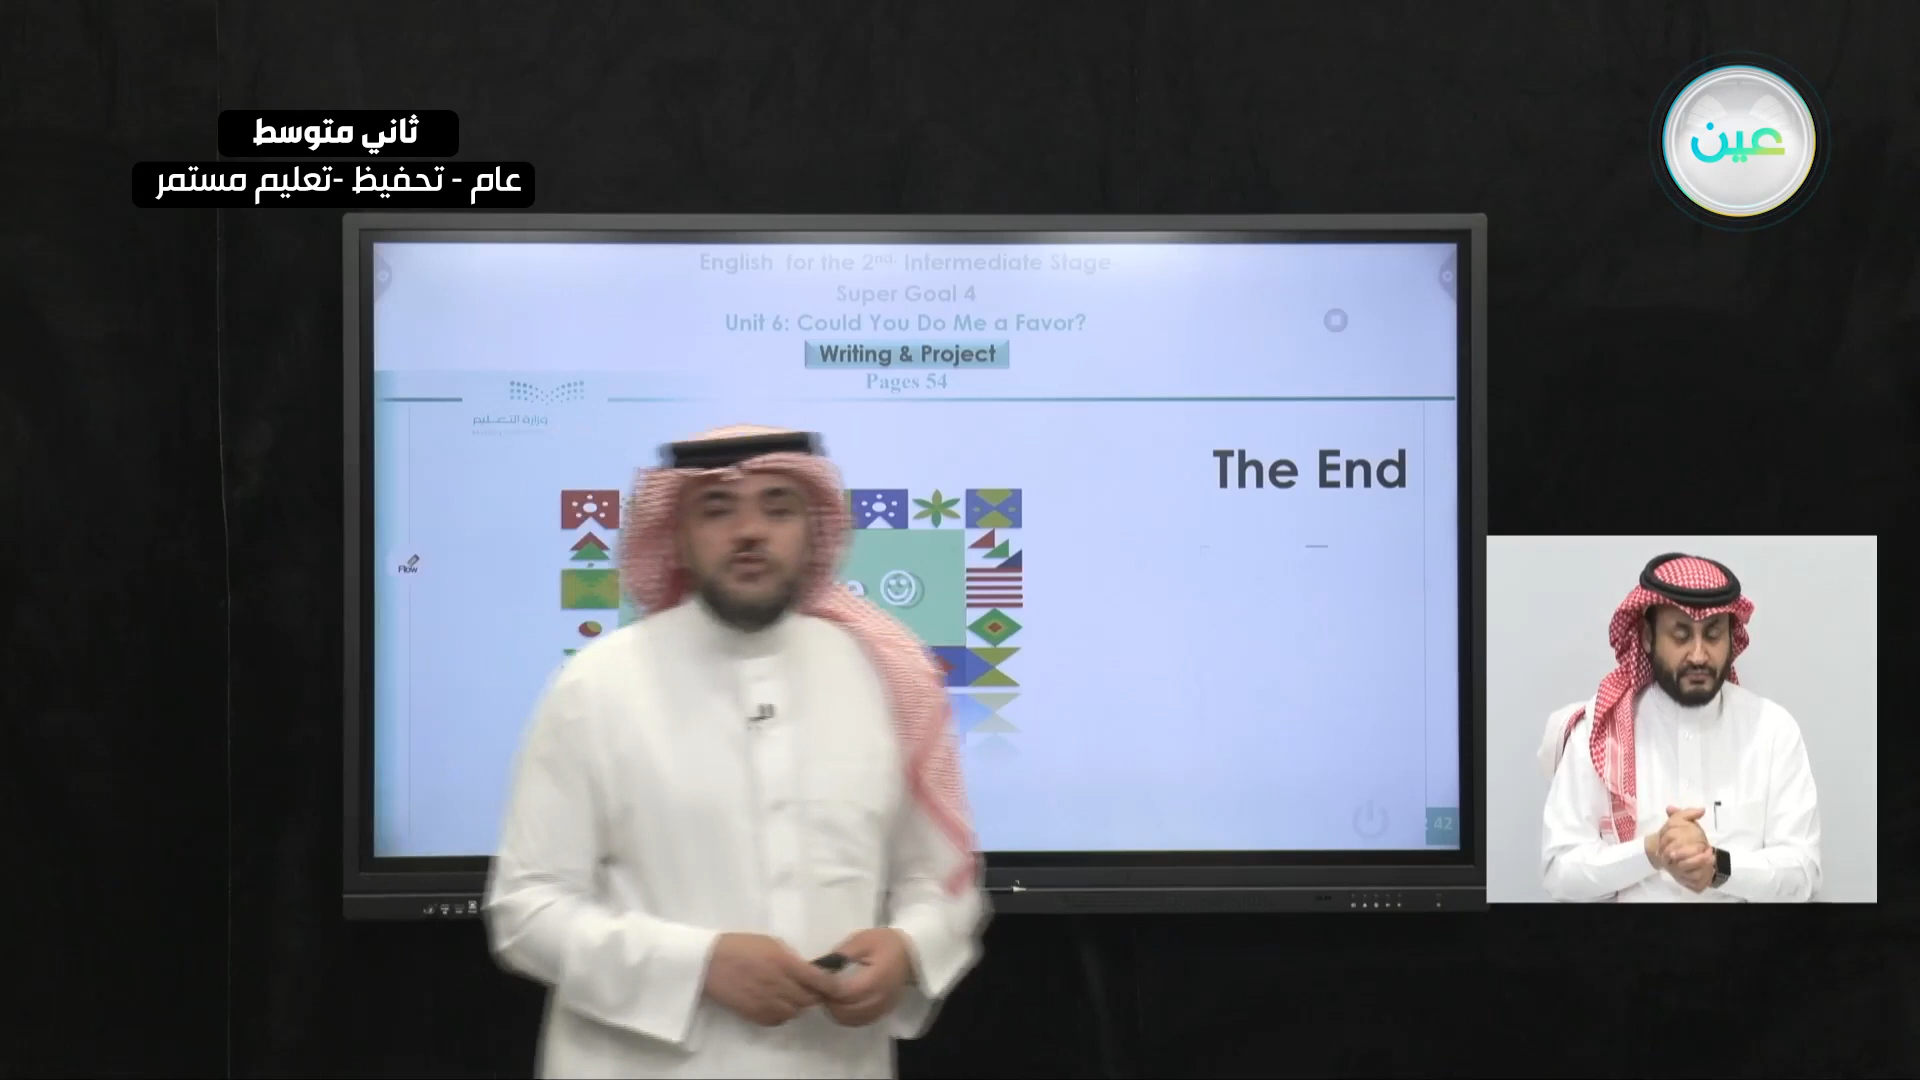 ثاني متوسط
عام - تحفيظ -تعليم مستمر
عين
English for the 2nd. Intermediate Stage
Super Goal 4
Unit 6: Could You Do Me a Favor?
Writing & Project
Pages 54
وزارة التعليم
The End
Flow
42